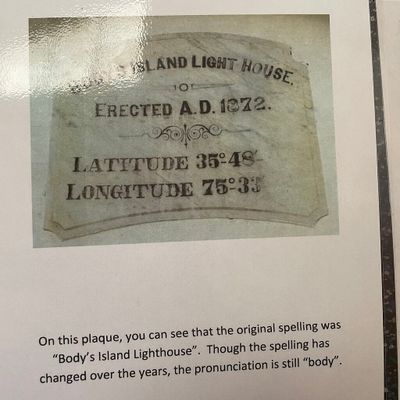 ISLAND LIGHT HOUSE.
TO
ERECTED A.D. 1872.
LATITUDE 35°-48
LONGITUDE 75°-33
On this plaque, you can see that the original spelling was
“Body’s Island Lighthouse”. Though the spelling has
changed over the years, the pronunciation is still “body”.